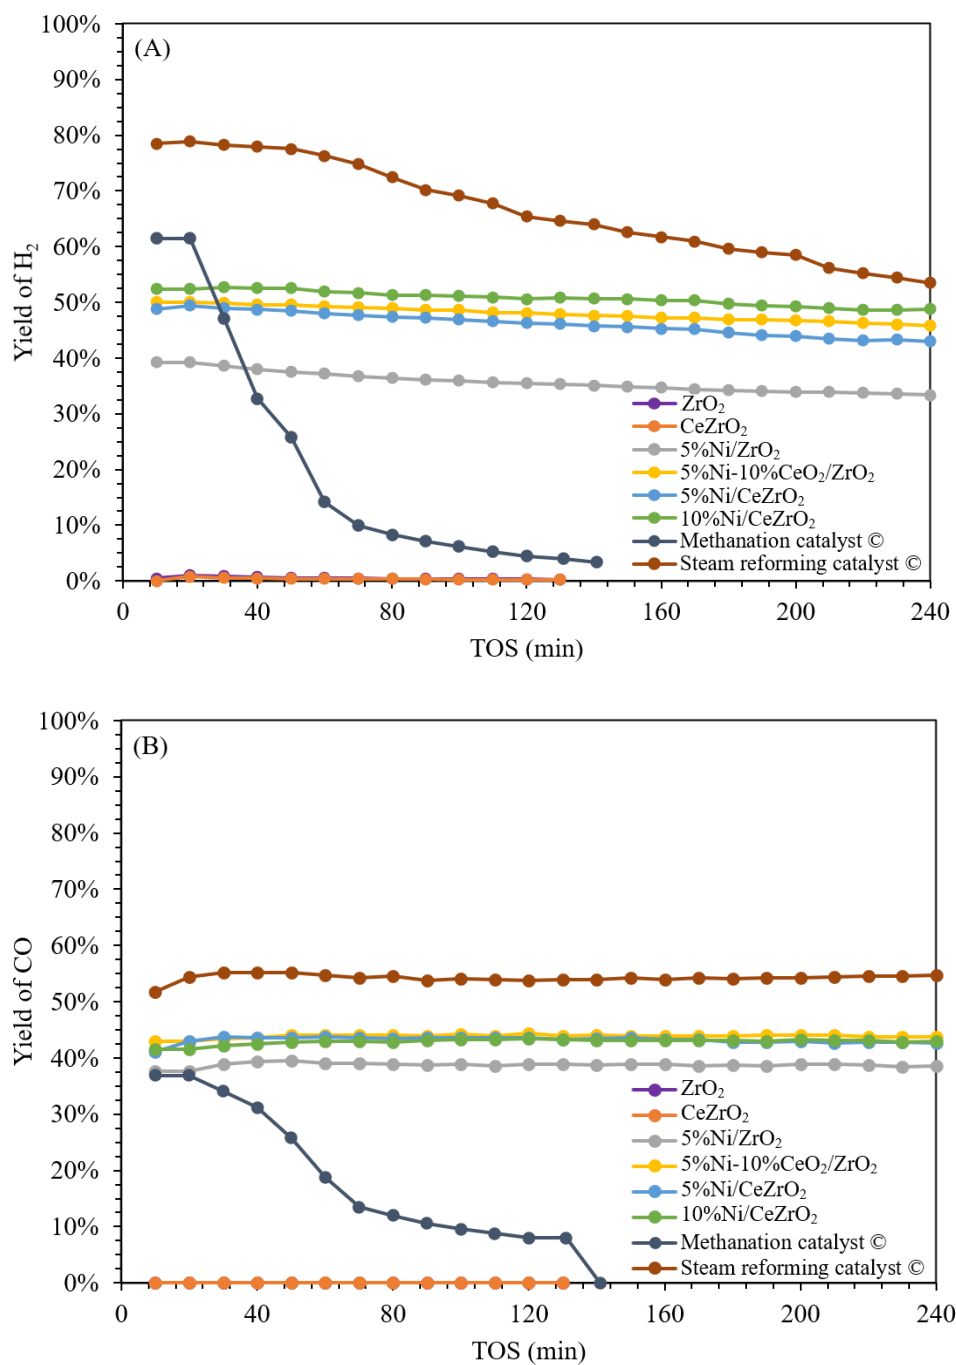 100%
(A)
90%
80%
70%
60%
50%
40%
30%
20%
10%
0%
Yield of H₂
ZrO₂
CeZrO₂
5%Ni/ZrO₂
5%Ni-10%CeO₂/ZrO₂
5%Ni/CeZrO₂
10%Ni/CeZrO₂
Methanation catalyst ©
Steam reforming catalyst ©
0 40 80 120 160 200 240
TOS (min)
100%
(B)
90%
80%
70%
60%
50%
40%
30%
20%
10%
0%
Yield of CO
ZrO₂
CeZrO₂
5%Ni/ZrO₂
5%Ni-10%CeO₂/ZrO₂
5%Ni/CeZrO₂
10%Ni/CeZrO₂
Methanation catalyst ©
Steam reforming catalyst ©
0 40 80 120 160 200 240
TOS (min)